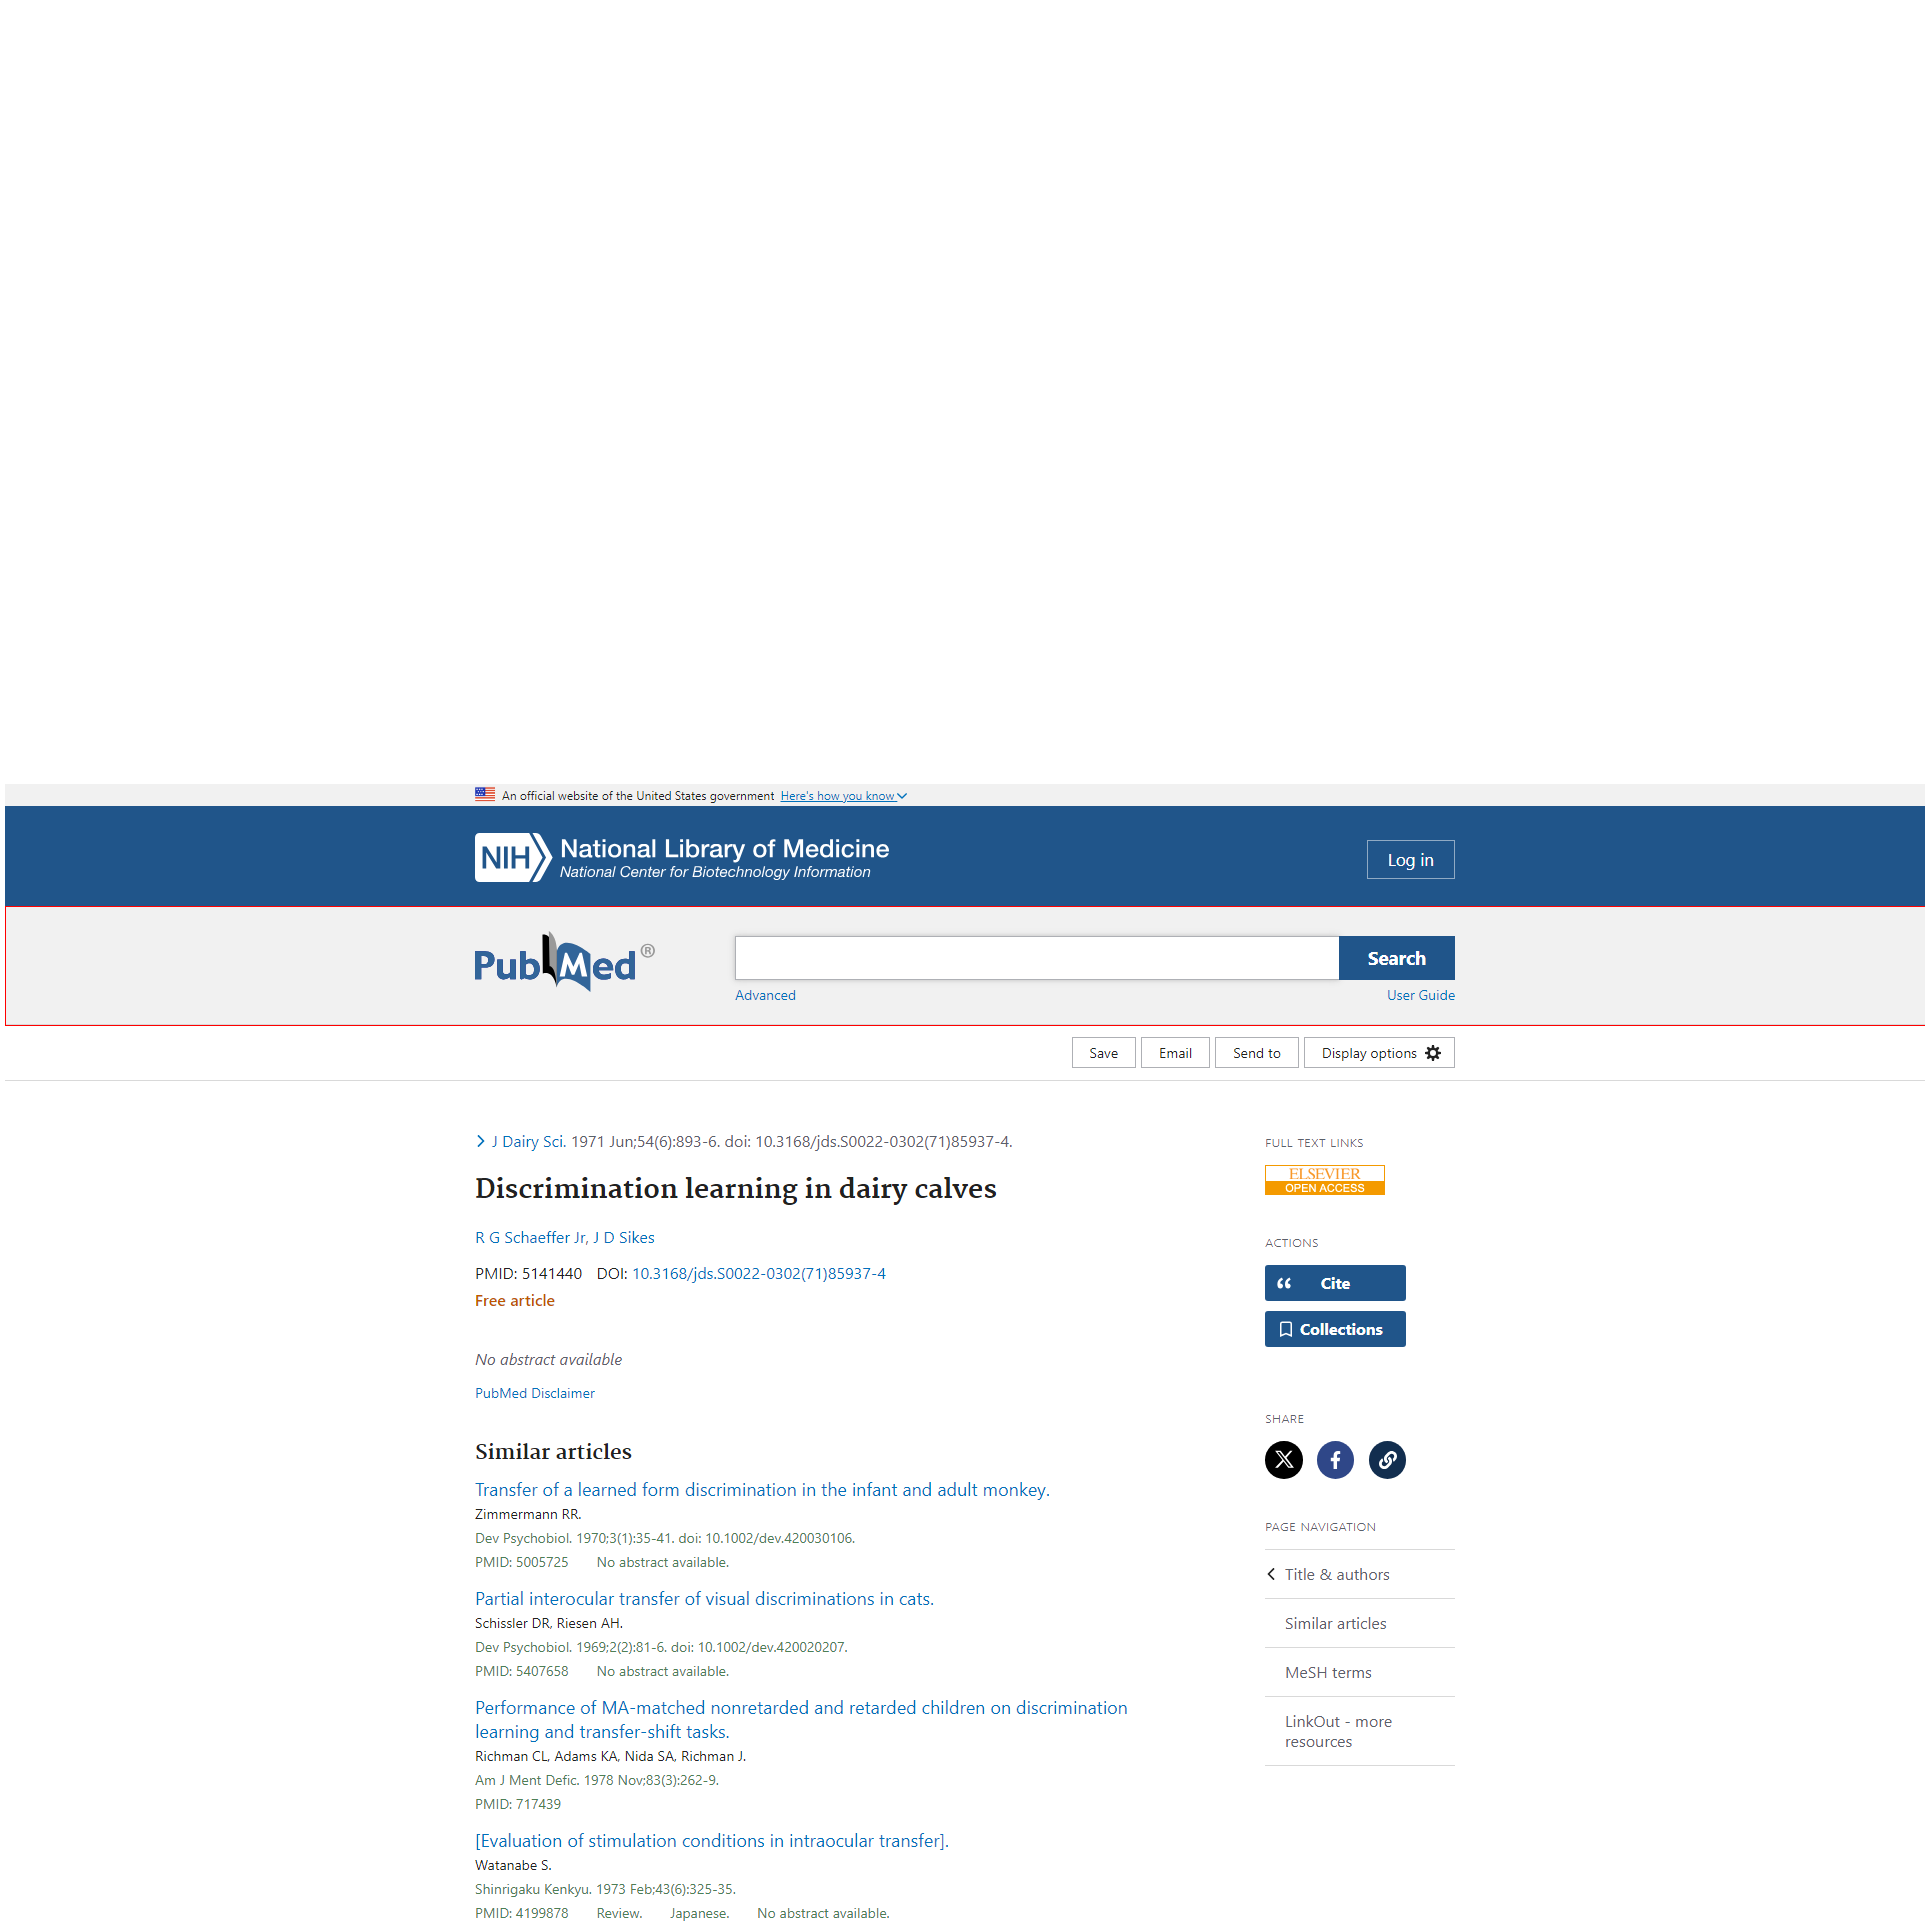 An official website of the United States government Here's how you know
NIH National Library of Medicine
National Center for Biotechnology Information
Log in
PubMed®
Search
Advanced
User Guide
Save
Email
Send to
Display options
J Dairy Sci. 1971 Jun;54(6):893-6. doi: 10.3168/jds.S0022-0302(71)85937-4.
Discrimination learning in dairy calves
R G Schaeffer Jr, J D Sikes
PMID: 5141440 DOI: 10.3168/jds.S0022-0302(71)85937-4
Free article
No abstract available
PubMed Disclaimer
Similar articles
Transfer of a learned form discrimination in the infant and adult monkey.
Zimmermann RR.
Dev Psychobiol. 1970;3(1):35-41. doi: 10.1002/dev.420030106.
PMID: 5005725 No abstract available.
Partial interocular transfer of visual discriminations in cats.
Schissler DR, Riesen AH.
Dev Psychobiol. 1969;2(2):81-6. doi: 10.1002/dev.420020207.
PMID: 5407658 No abstract available.
Performance of MA-matched nonretarded and retarded children on discrimination
learning and transfer-shift tasks.
Richman CL, Adams KA, Nida SA, Richman J.
Am J Ment Defic. 1978 Nov;83(3):262-9.
PMID: 717439
[Evaluation of stimulation conditions in intraocular transfer].
Watanabe S.
Shinrigaku Kenkyu. 1973 Feb;43(6):325-35.
PMID: 4199878 Review. Japanese. No abstract available.
FULL TEXT LINKS
ELSEVIER
OPEN ACCESS
ACTIONS
Cite
Collections
SHARE
PAGE NAVIGATION
Title & authors
Similar articles
MeSH terms
LinkOut - more
resources